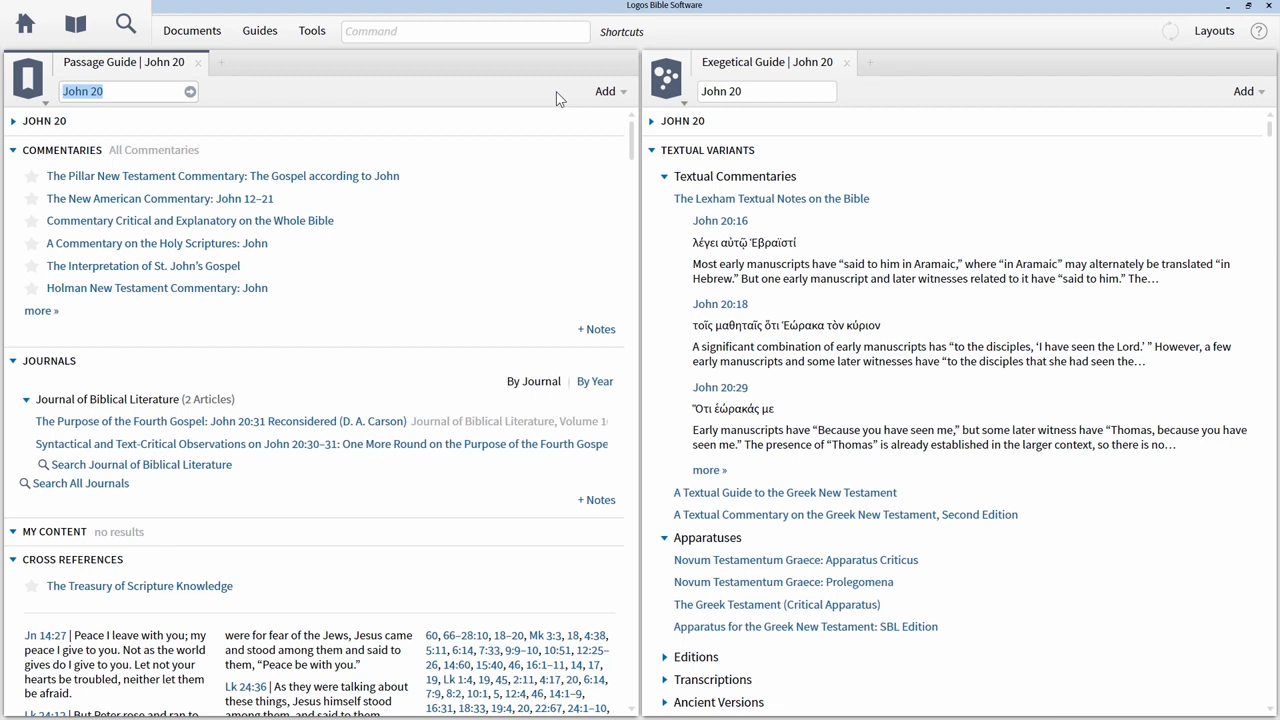 Logos Bible Software
Documents Guides Tools Command Shortcuts Layouts
Passage Guide | John 20
John 20
Add
JOHN 20
COMMENTARIES All Commentaries
The Pillar New Testament Commentary: The Gospel according to John
The New American Commentary: John 12–21
Commentary Critical and Explanatory on the Whole Bible
A Commentary on the Holy Scriptures: John
The Interpretation of St. John’s Gospel
Holman New Testament Commentary: John
more »
+ Notes
JOURNALS
By Journal | By Year
Journal of Biblical Literature (2 Articles)
The Purpose of the Fourth Gospel: John 20:31 Reconsidered (D. A. Carson) Journal of Biblical Literature, Volume 1
Syntactical and Text-Critical Observations on John 20:30–31: One More Round on the Purpose of the Fourth Gospe
Search Journal of Biblical Literature
Search All Journals
+ Notes
MY CONTENT no results
CROSS REFERENCES
The Treasury of Scripture Knowledge
Jn 14:27 | Peace I leave with you; my
peace I give to you. Not as the world
gives do I give to you. Let not your
hearts be troubled, neither let them
be afraid.
Lk 24:12 | But Peter rose and ran to
were for fear of the Jews, Jesus came
and stood among them and said to
them, “Peace be with you.”
Lk 24:36 | As they were talking about
these things, Jesus himself stood
among them, and said to them
60, 66–28:10, 18–20, Mk 3:3, 18, 4:38,
5:11, 6:14, 7:33, 9:9–10, 10:51, 12:25–
26, 14:60, 15:40, 46, 16:1–11, 14, 17,
19, Lk 1:4, 19, 45, 2:11, 4:17, 20, 6:14,
7:9, 8:2, 10:1, 5, 12:4, 46, 14:1–9,
16:31, 18:33, 19:4, 20, 22:67, 24:1–10,
Exegetical Guide | John 20
John 20
Add
JOHN 20
TEXTUAL VARIANTS
Textual Commentaries
The Lexham Textual Notes on the Bible
John 20:16
λέγει αὐτῷ Ἑβραϊστί
Most early manuscripts have “said to him in Aramaic,” where “in Aramaic” may alternately be translated “in
Hebrew.” But one early manuscript and later witnesses related to it have “said to him.” The…
John 20:18
τοῖς μαθηταῖς ὅτι Ἑώρακα τὸν κύριον
A significant combination of early manuscripts has “to the disciples, ‘I have seen the Lord.’ ” However, a few
early manuscripts and some later witnesses have “to the disciples that she had seen the…
John 20:29
Ὅτι ἑώρακάς με
Early manuscripts have “Because you have seen me,” but some later witness have “Thomas, because you have
seen me.” The presence of “Thomas” is already established in the larger context, so there is no…
more »
A Textual Guide to the Greek New Testament
A Textual Commentary on the Greek New Testament, Second Edition
Apparatuses
Novum Testamentum Graece: Apparatus Criticus
Novum Testamentum Graece: Prolegomena
The Greek Testament (Critical Apparatus)
Apparatus for the Greek New Testament: SBL Edition
Editions
Transcriptions
Ancient Versions